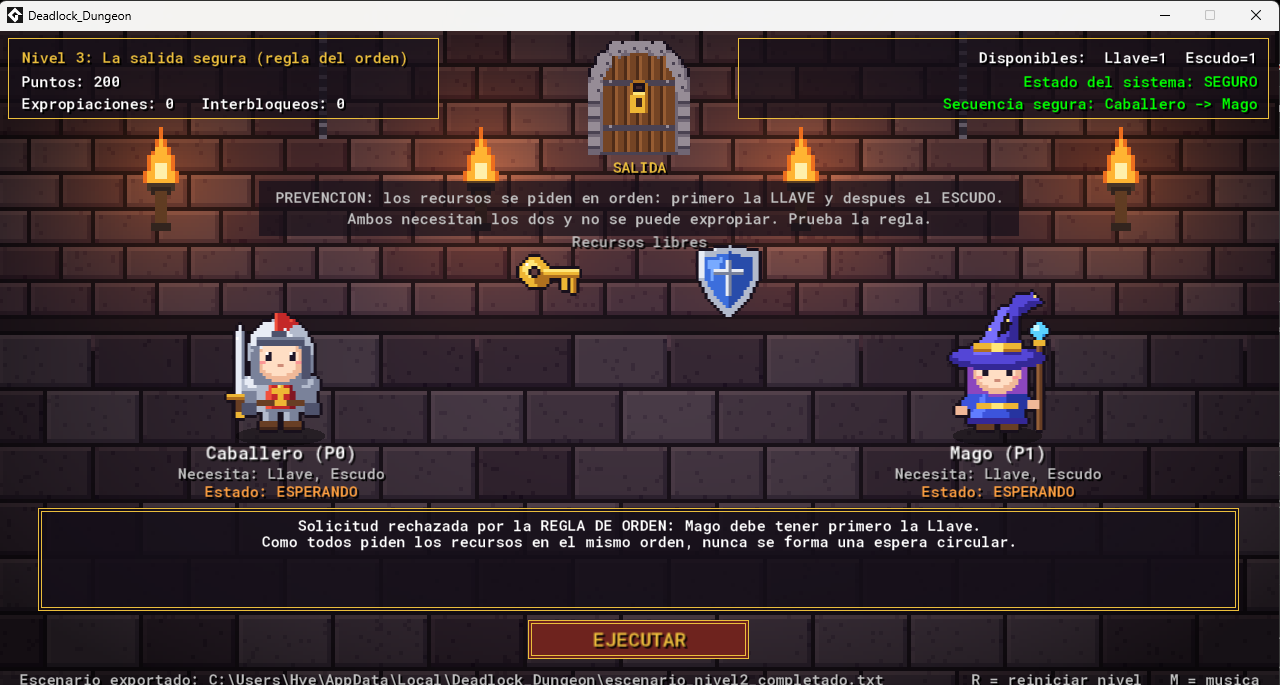 Deadlock_Dungeon
Nivel 3: La salida segura (regla del orden)
Puntos: 200
Expropiaciones: 0 Interbloqueos: 0
Disponibles: Llave=1 Escudo=1
Estado del sistema: SEGURO
Secuencia segura: Caballero -> Mago
SALIDA
PREVENCION: los recursos se piden en orden: primero la LLAVE y despues el ESCUDO.
Ambos necesitan los dos y no se puede expropiar. Prueba la regla.
Recursos libres
Caballero (P0)
Necesita: Llave, Escudo
Estado: ESPERANDO
Mago (P1)
Necesita: Llave, Escudo
Estado: ESPERANDO
Solicitud rechazada por la REGLA DE ORDEN: Mago debe tener primero la Llave.
Como todos piden los recursos en el mismo orden, nunca se forma una espera circular.
EJECUTAR
Escenario exportado: C:\Users\Hye\AppData\Local\Deadlock_Dungeon\escenario_nivel2_completado.txt
R = reiniciar nivel M = musica